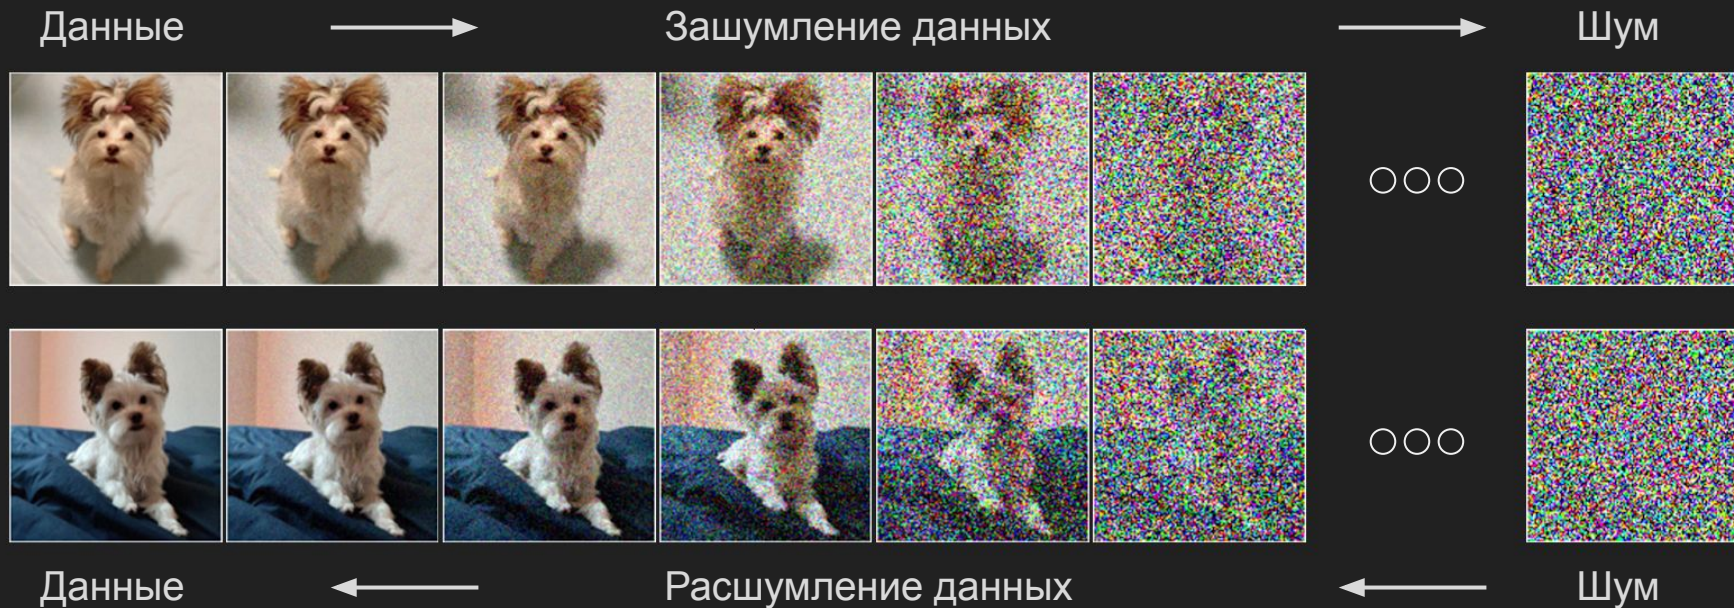 Данные Зашумление данных Шум
Данные Расшумление данных Шум